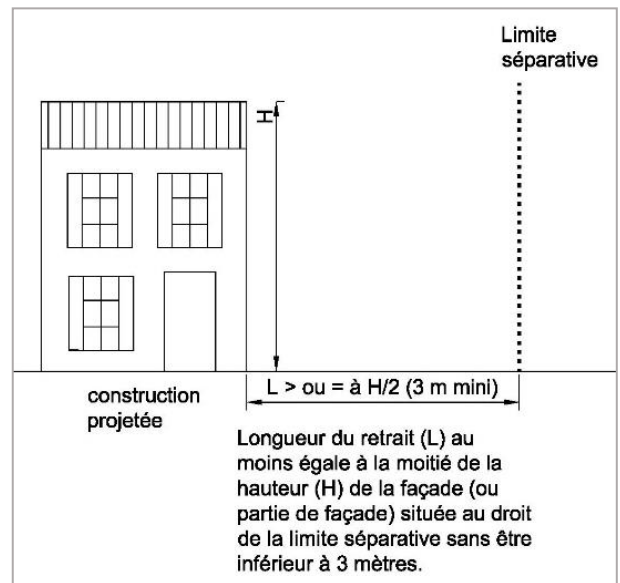 Limite
séparative
H
L > ou = à H/2 (3 m mini)
construction
projetée
Longueur du retrait (L) au
moins égale à la moitié de la
hauteur (H) de la façade (ou
partie de façade) située au droit
de la limite séparative sans être
inférieur à 3 mètres.